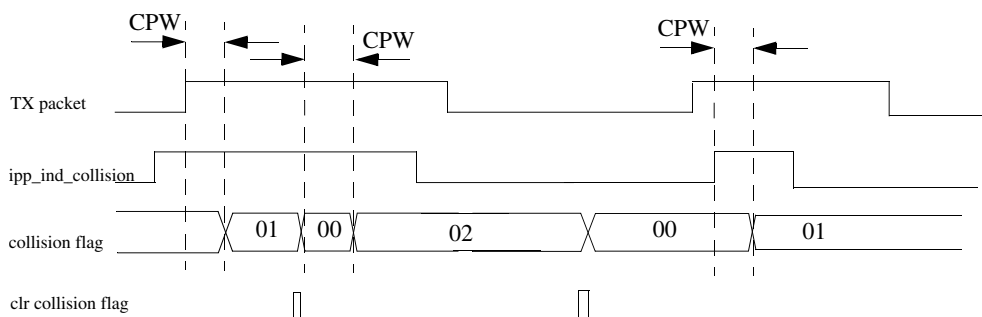 CPW
CPW
CPW
TX packet
ipp_ind_collision
collision flag
01
00
02
00
01
clr collision flag